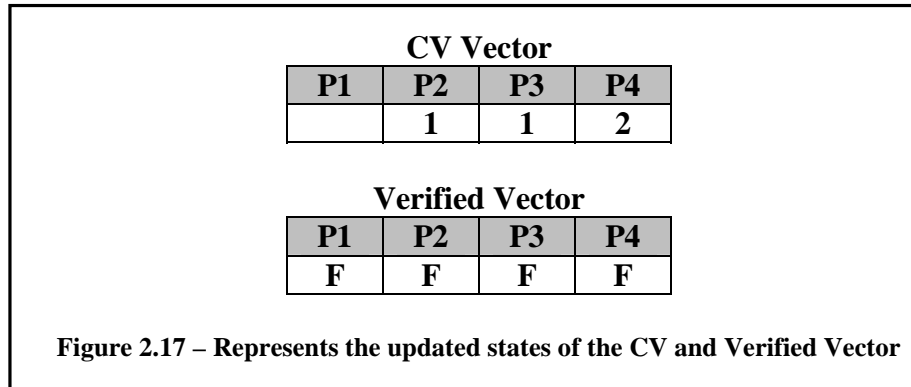 CV Vector
P1 P2 P3 P4
1 1 2
Verified Vector
P1 P2 P3 P4
F F F F
Figure 2.17 – Represents the updated states of the CV and Verified Vector